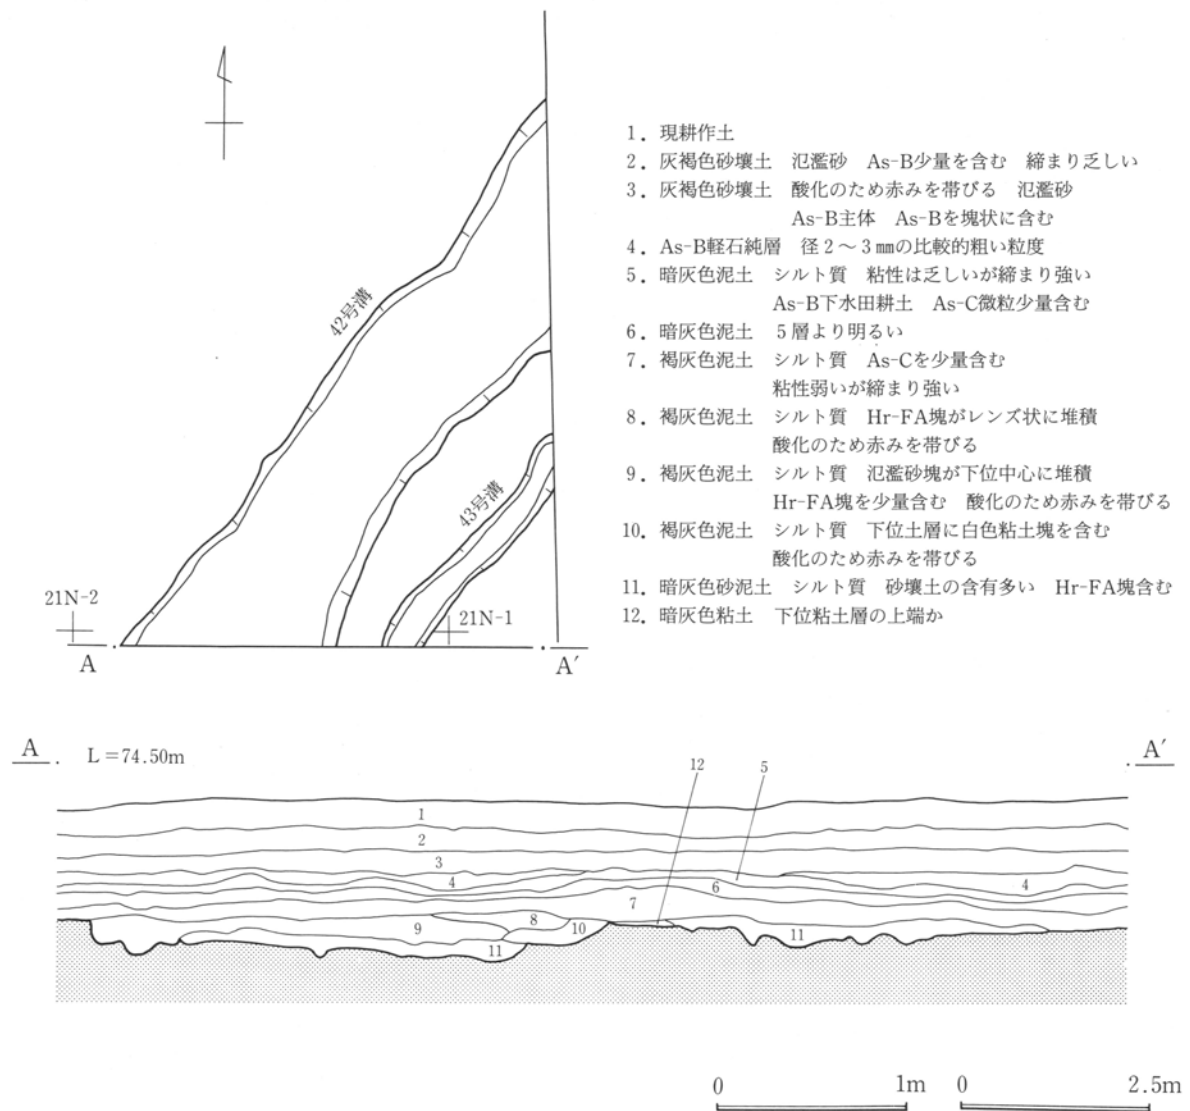 42号溝
43号溝
21N-2
21N-1
A
A′
1．現耕作土
2．灰褐色砂壌土　氾濫砂　As-B少量を含む　締まり乏しい
3．灰褐色砂壌土　酸化のため赤みを帯びる　氾濫砂
As-B主体　As-Bを塊状に含む
4．As-B軽石純層　径2～3㎜の比較的粗い粒度
5．暗灰色泥土　シルト質　粘性は乏しいが締まり強い
As-B下水田耕土　As-C微粒少量含む
6．暗灰色泥土　5層より明るい
7．褐灰色泥土　シルト質　As-Cを少量含む
粘性弱いが締まり強い
8．褐灰色泥土　シルト質　Hr-FA塊がレンズ状に堆積
酸化のため赤みを帯びる
9．褐灰色泥土　シルト質　氾濫砂塊が下位中心に堆積
Hr-FA塊を少量含む　酸化のため赤みを帯びる
10．褐灰色泥土　シルト質　下位土層に白色粘土塊を含む
酸化のため赤みを帯びる
11．暗灰色砂泥土　シルト質　砂壌土の含有多い　Hr-FA塊含む
12．暗灰色粘土　下位粘土層の上端か
A
L=74.50m
A′
12
5
1
2
3
4
6
4
7
8
9
10
11
11
0
1m
0
2.5m